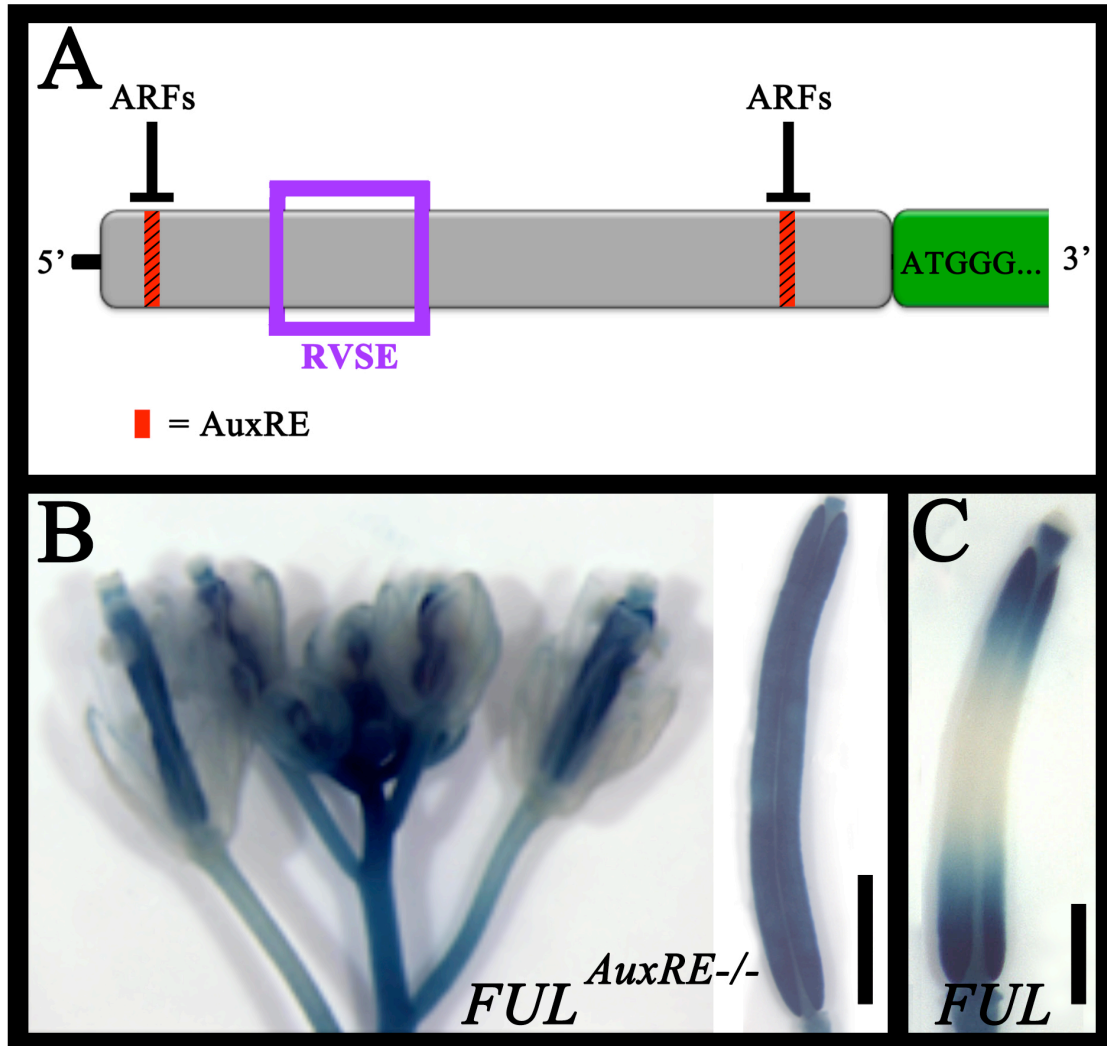 A
ARFs ARFs
5’ ATGGG... 3’
RVSE
= AuxRE
B
C
FUL AuxRE-/-
FUL